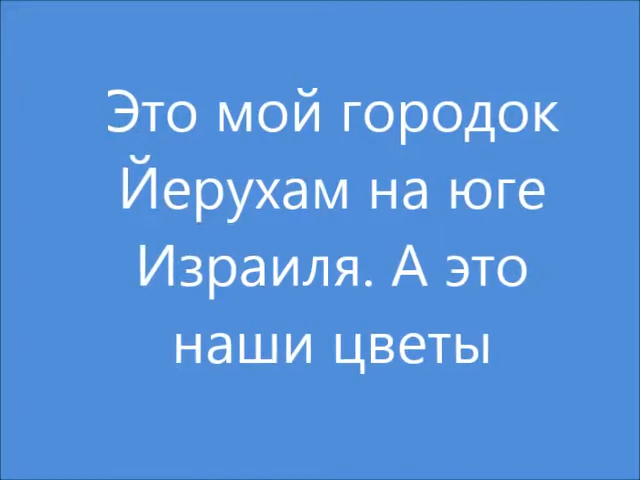 Это мой городок
Йерухам на юге
Израиля. А это
наши цветы